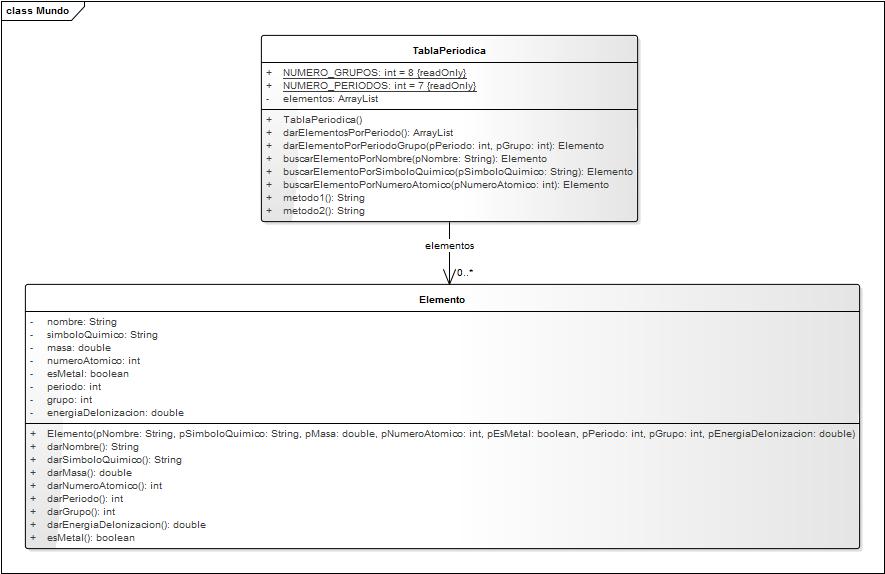 class Mundo
TablaPeriodica
+ NUMERO_GRUPOS: int = 8 {readOnly}
+ NUMERO_PERIODOS: int = 7 {readOnly}
- elementos: ArrayList
+ TablaPeriodica()
+ darElementosPorPeriodo(): ArrayList
+ darElementoPorPeriodoGrupo(pPeriodo: int, pGrupo: int): Elemento
+ buscarElementoPorNombre(pNombre: String): Elemento
+ buscarElementoPorSimboloQuimico(pSimboloQuimico: String): Elemento
+ buscarElementoPorNumeroAtomico(pNumeroAtomico: int): Elemento
+ metodo1(): String
+ metodo2(): String
elementos
0..*
Elemento
- nombre: String
- simboloQuimico: String
- masa: double
- numeroAtomico: int
- esMetal: boolean
- periodo: int
- grupo: int
- energiaDeIonizacion: double
+ Elemento(pNombre: String, pSimboloQuimico: String, pMasa: double, pNumeroAtomico: int, pEsMetal: boolean, pPeriodo: int, pGrupo: int, pEnergiaDeIonizacion: double)
+ darNombre(): String
+ darSimboloQuimico(): String
+ darMasa(): double
+ darNumeroAtomico(): int
+ darPeriodo(): int
+ darGrupo(): int
+ darEnergiaDeIonizacion(): double
+ esMetal(): boolean